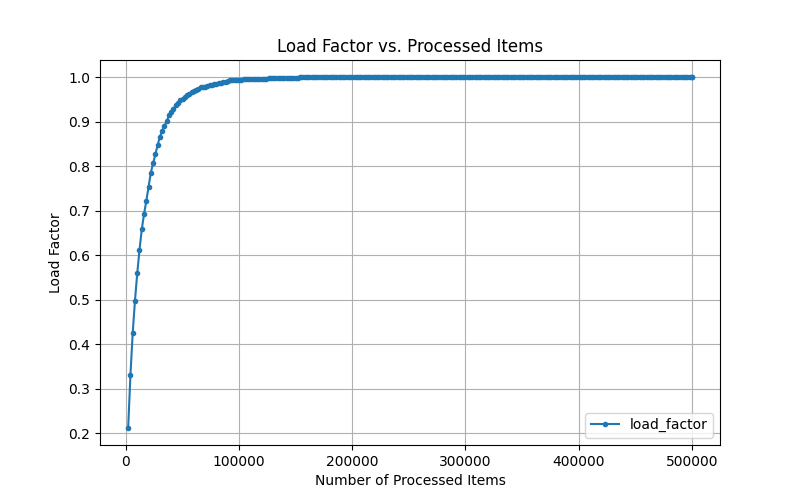 Load Factor vs. Processed Items
1.0
0.9
0.8
0.7
0.6
0.5
0.4
0.3
0.2
Load Factor
load_factor
0 100000 200000 300000 400000 500000
Number of Processed Items